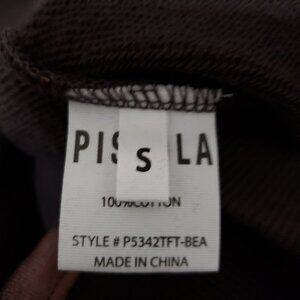 PIS LA
S
100% COTTON
STYLE # P5342TFT-BEA
MADE IN CHINA